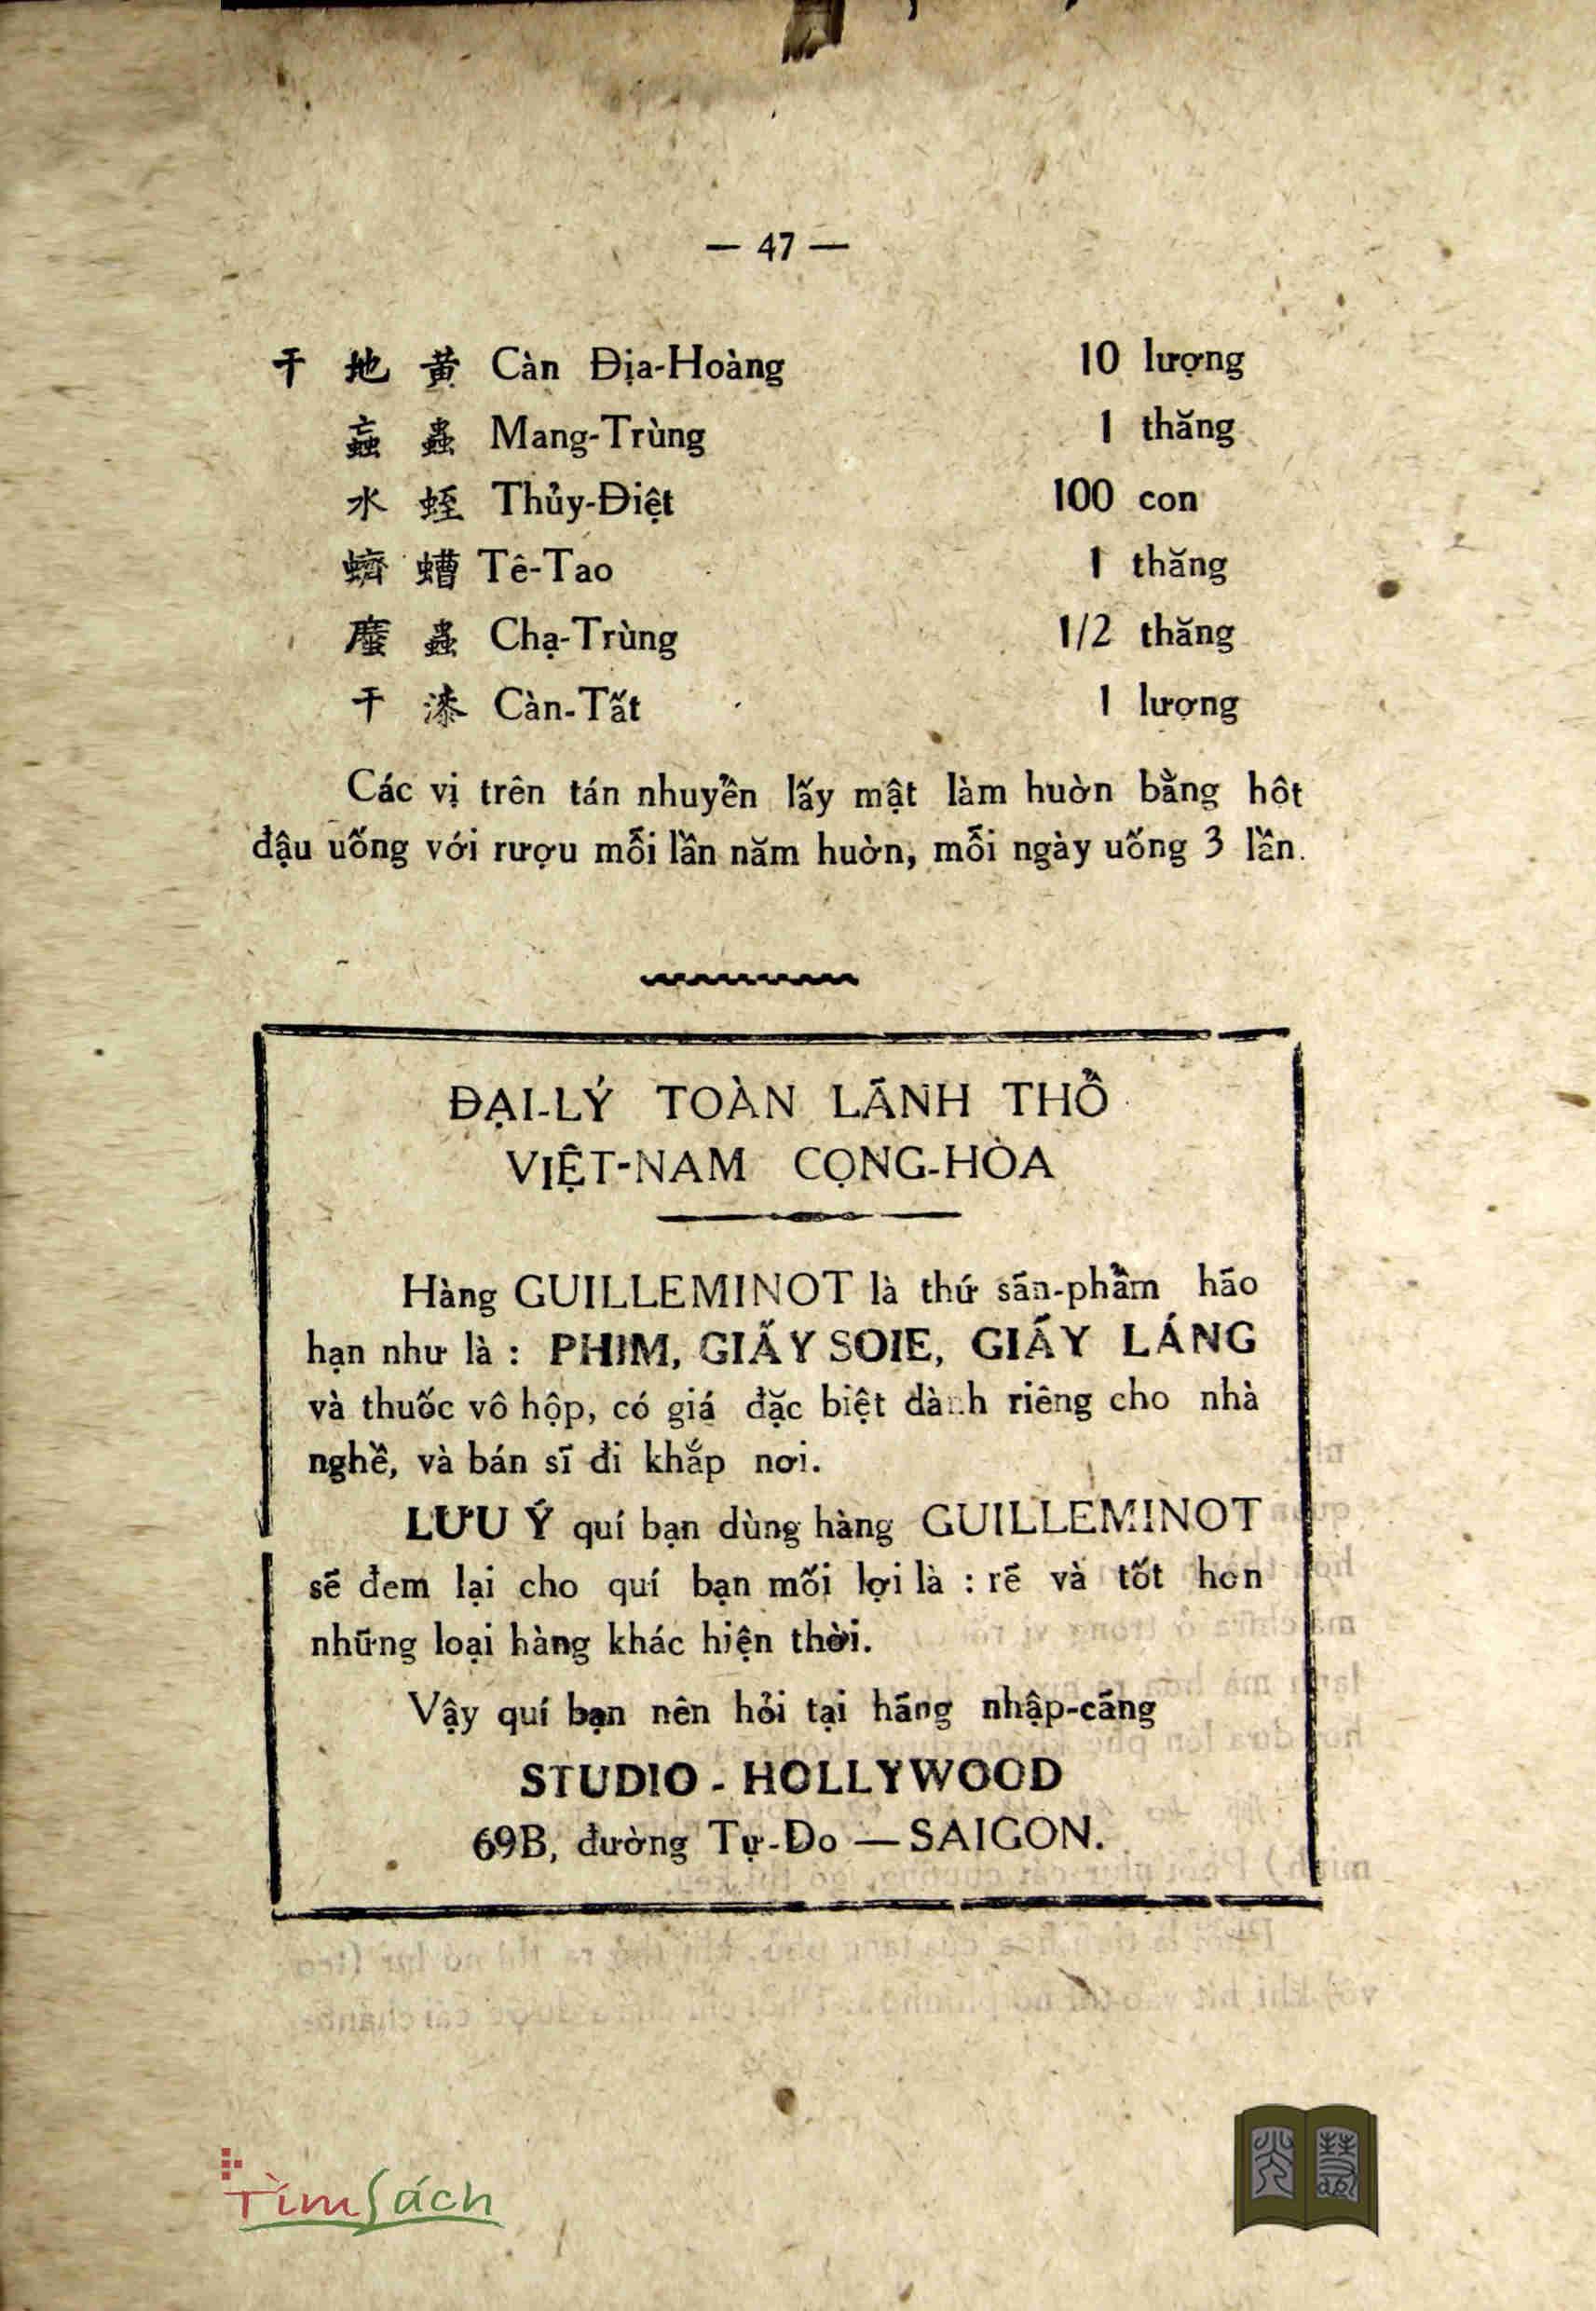 — 47 —
干 地 黃 Càn Địa-Hoàng 10 lượng
蝱 蟲 Mang-Trùng 1 thăng
水 蛭 Thủy-Điệt 100 con
蠐 螬 Tê-Tao 1 thăng
蟲 Chạ-Trùng 1/2 thăng
干 漆 Càn-Tất 1 lượng
Các vị trên tán nhuyễn lấy mật làm huờn bằng hột
đậu uống với rượu mỗi lần năm huờn, mỗi ngày uống 3 lần.
ĐẠI-LÝ TOÀN LÃNH THỔ
VIỆT-NAM CỌNG-HÒA
Hàng GUILLEMINOT là thứ sãn-phẩm hão
hạn như là : PHIM, GIẤY SOIE, GIẤY LÁNG
và thuốc vô hộp, có giá đặc biệt dành riêng cho nhà
nghề, và bán sĩ đi khắp nơi.
LƯU Ý quí bạn dùng hàng GUILLEMINOT
sẽ đem lại cho quí bạn mối lợi là : rẽ và tốt hơn
những loại hàng khác hiện thời.
Vậy quí bạn nên hỏi tại hãng nhập-cãng
STUDIO - HOLLYWOOD
69B, đường Tự-Do — SAIGON.
TìmSách